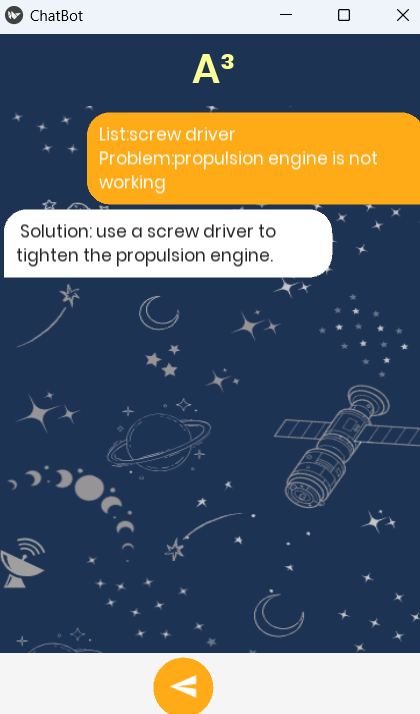 ChatBot
A³
List:screw driver
Problem:propulsion engine is not
working
Solution: use a screw driver to
tighten the propulsion engine.